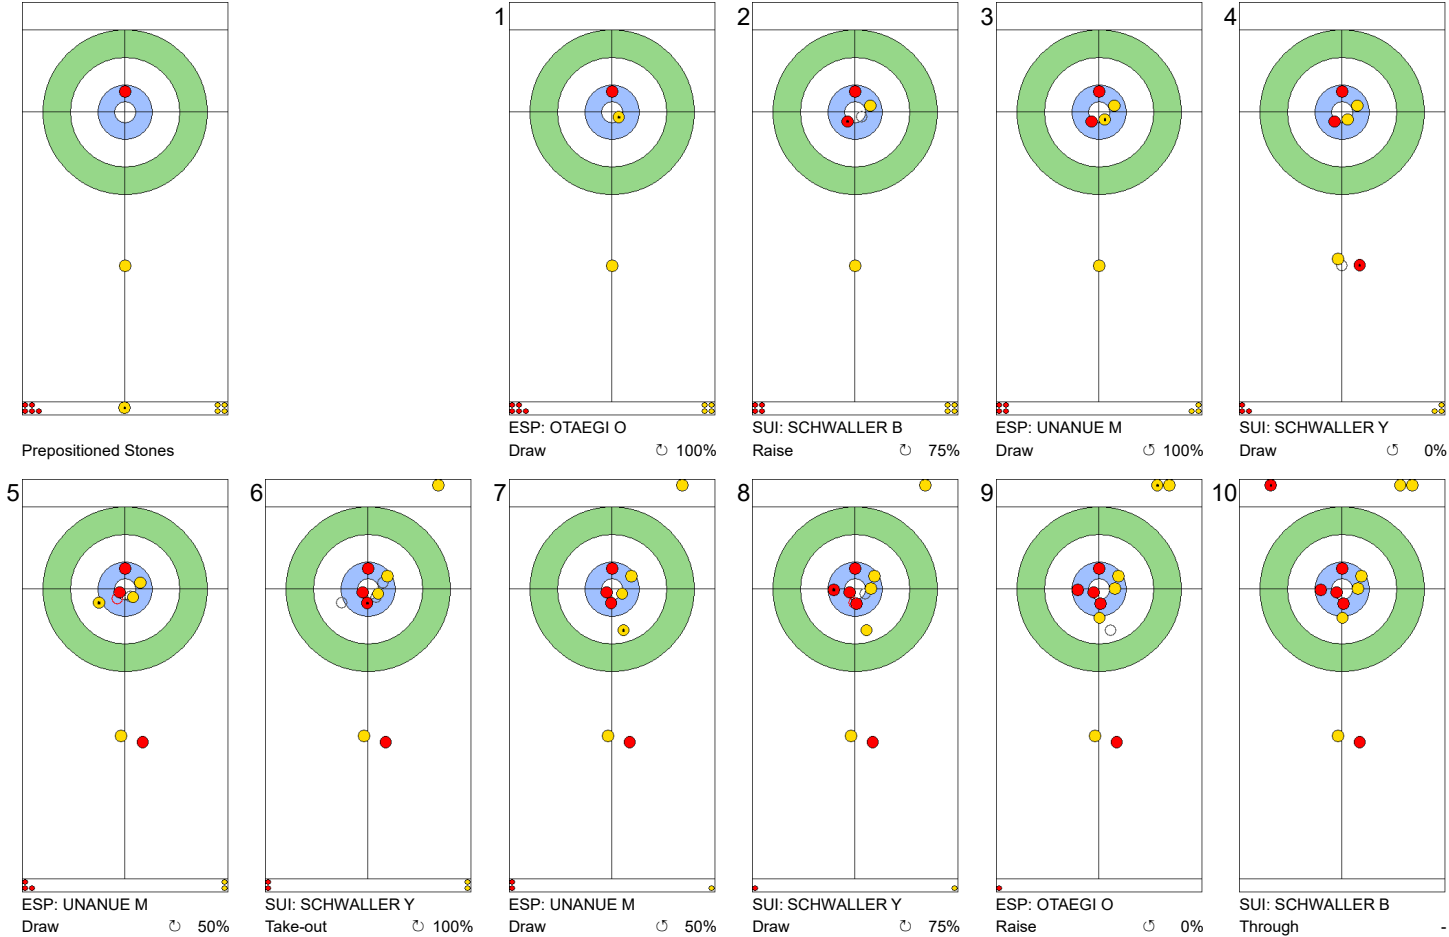 1
2
3
4
Prepositioned Stones
ESP: OTAEGI O
Draw ↻ 100%
SUI: SCHWALLER B
Raise ↻ 75%
ESP: UNANUE M
Draw ↺ 100%
SUI: SCHWALLER Y
Draw ↺ 0%
5
6
7
8
9
10
ESP: UNANUE M
Draw ↻ 50%
SUI: SCHWALLER Y
Take-out ↻ 100%
ESP: UNANUE M
Draw ↺ 50%
SUI: SCHWALLER Y
Draw ↻ 75%
ESP: OTAEGI O
Raise ↺ 0%
SUI: SCHWALLER B
Through -